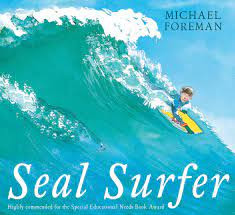 MICHAEL
FOREMAN
Seal Surfer
Highly commended for the Special Educational Needs Book Award